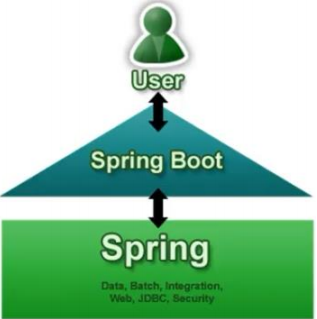 User
Spring Boot
Spring
Data, Batch, Integration,
Web, JDBC, Security